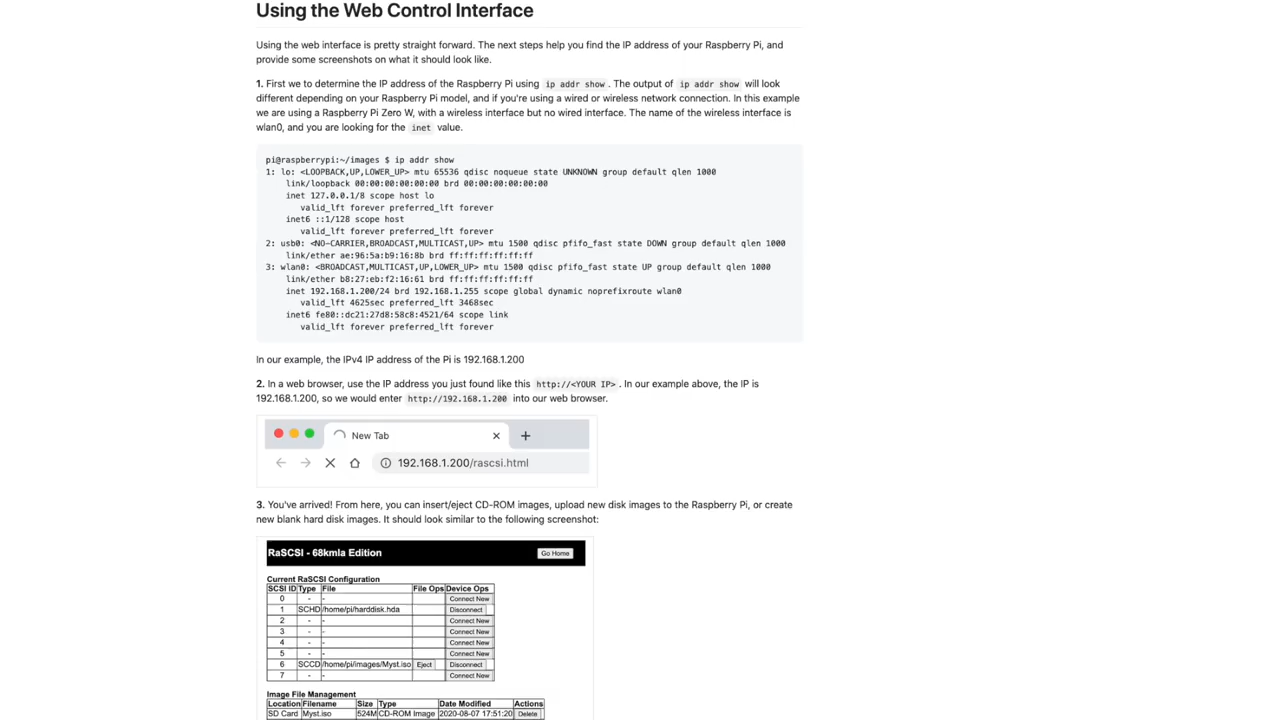 Using the Web Control Interface
Using the web interface is pretty straight forward. The next steps help you find the IP address of your Raspberry Pi, and
provide some screenshots on what it should look like.
1. First we to determine the IP address of the Raspberry Pi using ip addr show . The output of ip addr show will look
different depending on your Raspberry Pi model, and if you're using a wired or wireless network connection. In this example
we are using a Raspberry Pi Zero W, with a wireless interface but no wired interface. The name of the wireless interface is
wlan0, and you are looking for the inet value.
pi@raspberrypi:~/images $ ip addr show
1: lo: <LOOPBACK,UP,LOWER_UP> mtu 65536 qdisc noqueue state UNKNOWN group default qlen 1000
link/loopback 00:00:00:00:00:00 brd 00:00:00:00:00:00
inet 127.0.0.1/8 scope host lo
valid_lft forever preferred_lft forever
inet6 ::1/128 scope host
valid_lft forever preferred_lft forever
2: usb0: <NO-CARRIER,BROADCAST,MULTICAST,UP> mtu 1500 qdisc pfifo_fast state DOWN group default qlen 1000
link/ether ae:96:5a:b9:16:8b brd ff:ff:ff:ff:ff:ff
3: wlan0: <BROADCAST,MULTICAST,UP,LOWER_UP> mtu 1500 qdisc pfifo_fast state UP group default qlen 1000
link/ether b8:27:eb:f2:16:61 brd ff:ff:ff:ff:ff:ff
inet 192.168.1.200/24 brd 192.168.1.255 scope global dynamic noprefixroute wlan0
valid_lft 4625sec preferred_lft 3468sec
inet6 fe80::dc21:27d8:58c8:4521/64 scope link
valid_lft forever preferred_lft forever
In our example, the IPv4 IP address of the Pi is 192.168.1.200
2. In a web browser, use the IP address you just found like this http://<YOUR IP> . In our example above, the IP is
192.168.1.200, so we would enter http://192.168.1.200 into our web browser.
New Tab
192.168.1.200/rascsi.html
3. You've arrived! From here, you can insert/eject CD-ROM images, upload new disk images to the Raspberry Pi, or create
new blank hard disk images. It should look similar to the following screenshot:
RaSCSI - 68kmla Edition Go Home
Current RaSCSI Configuration
SCSI ID Type File File Ops Device Ops
0 - - Connect New
1 SCHD /home/pi/harddisk.hda Disconnect
2 - - Connect New
3 - - Connect New
4 - - Connect New
5 - - Connect New
6 SCCD /home/pi/images/Myst.iso Eject Disconnect
7 - - Connect New
Image File Management
Location Filename Size Type Date Modified Actions
SD Card Myst.iso 524M CD-ROM Image 2020-08-07 17:51:20 Delete